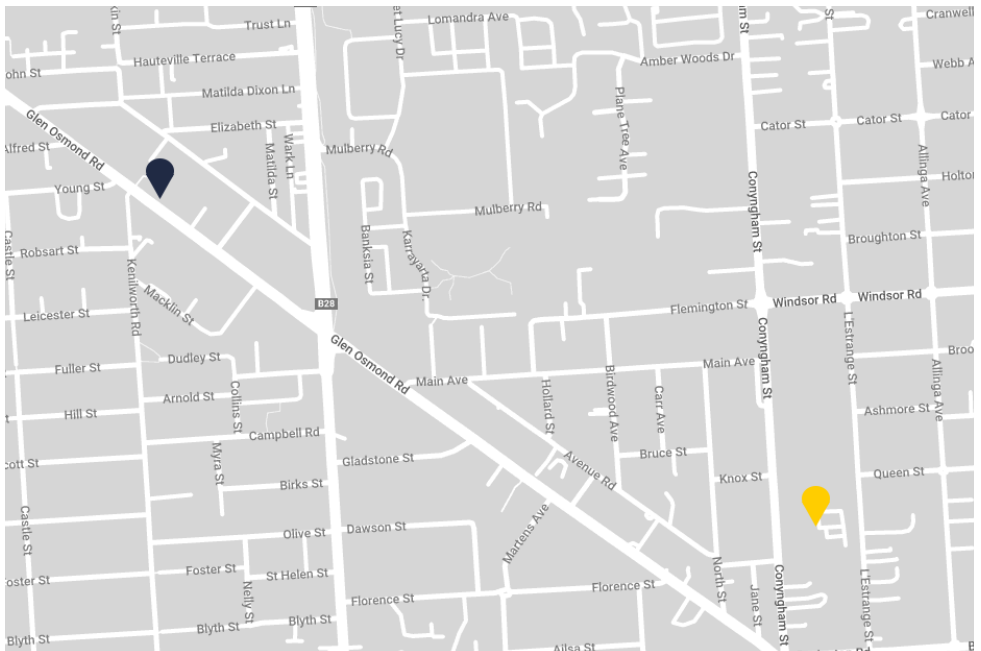 Trust Ln
Lomandra Ave
Cranwell
Hauteville Terrace
Amber Woods Dr
Webb A
ohn St
Matilda Dixon Ln
Plane Tree Ave
Glen Osmond Rd
Elizabeth St
Cator St
Cator St
Cator
Alfred St
Wark Ln
Matilda St
Mulberry Rd
Allinga Ave
Young St
Conyngham St
Holton
Mulberry Rd
Castle St
Robsart St
Banksia St
Karrayarta Dr.
Broughton St
Kenilworth Rd
Macklin St
B28
Flemington St
Windsor Rd
Windsor Rd
Leicester St
Conyngham St
L'Estrange St
Glen Osmond Rd
Dudley St
Fuller St
Main Ave
Main Ave
Broo
Allinga Ave
Arnold St
Collins St
Hollard St
Birdwood Ave
Carr Ave
Hill St
Ashmore St
Campbell Rd
Myra St
Gladstone St
Avenue Rd
Bruce St
cott St
Birks St
Knox St
Queen St
Castle St
Olive St
Dawson St
Martens Ave
Foster St
oster St
St Helen St
Nelly St
Florence St
Florence St
North St
Jane St
Conyngham St
L'Estrange St
Blyth St
Blyth St
Blyth St
Ailsa St